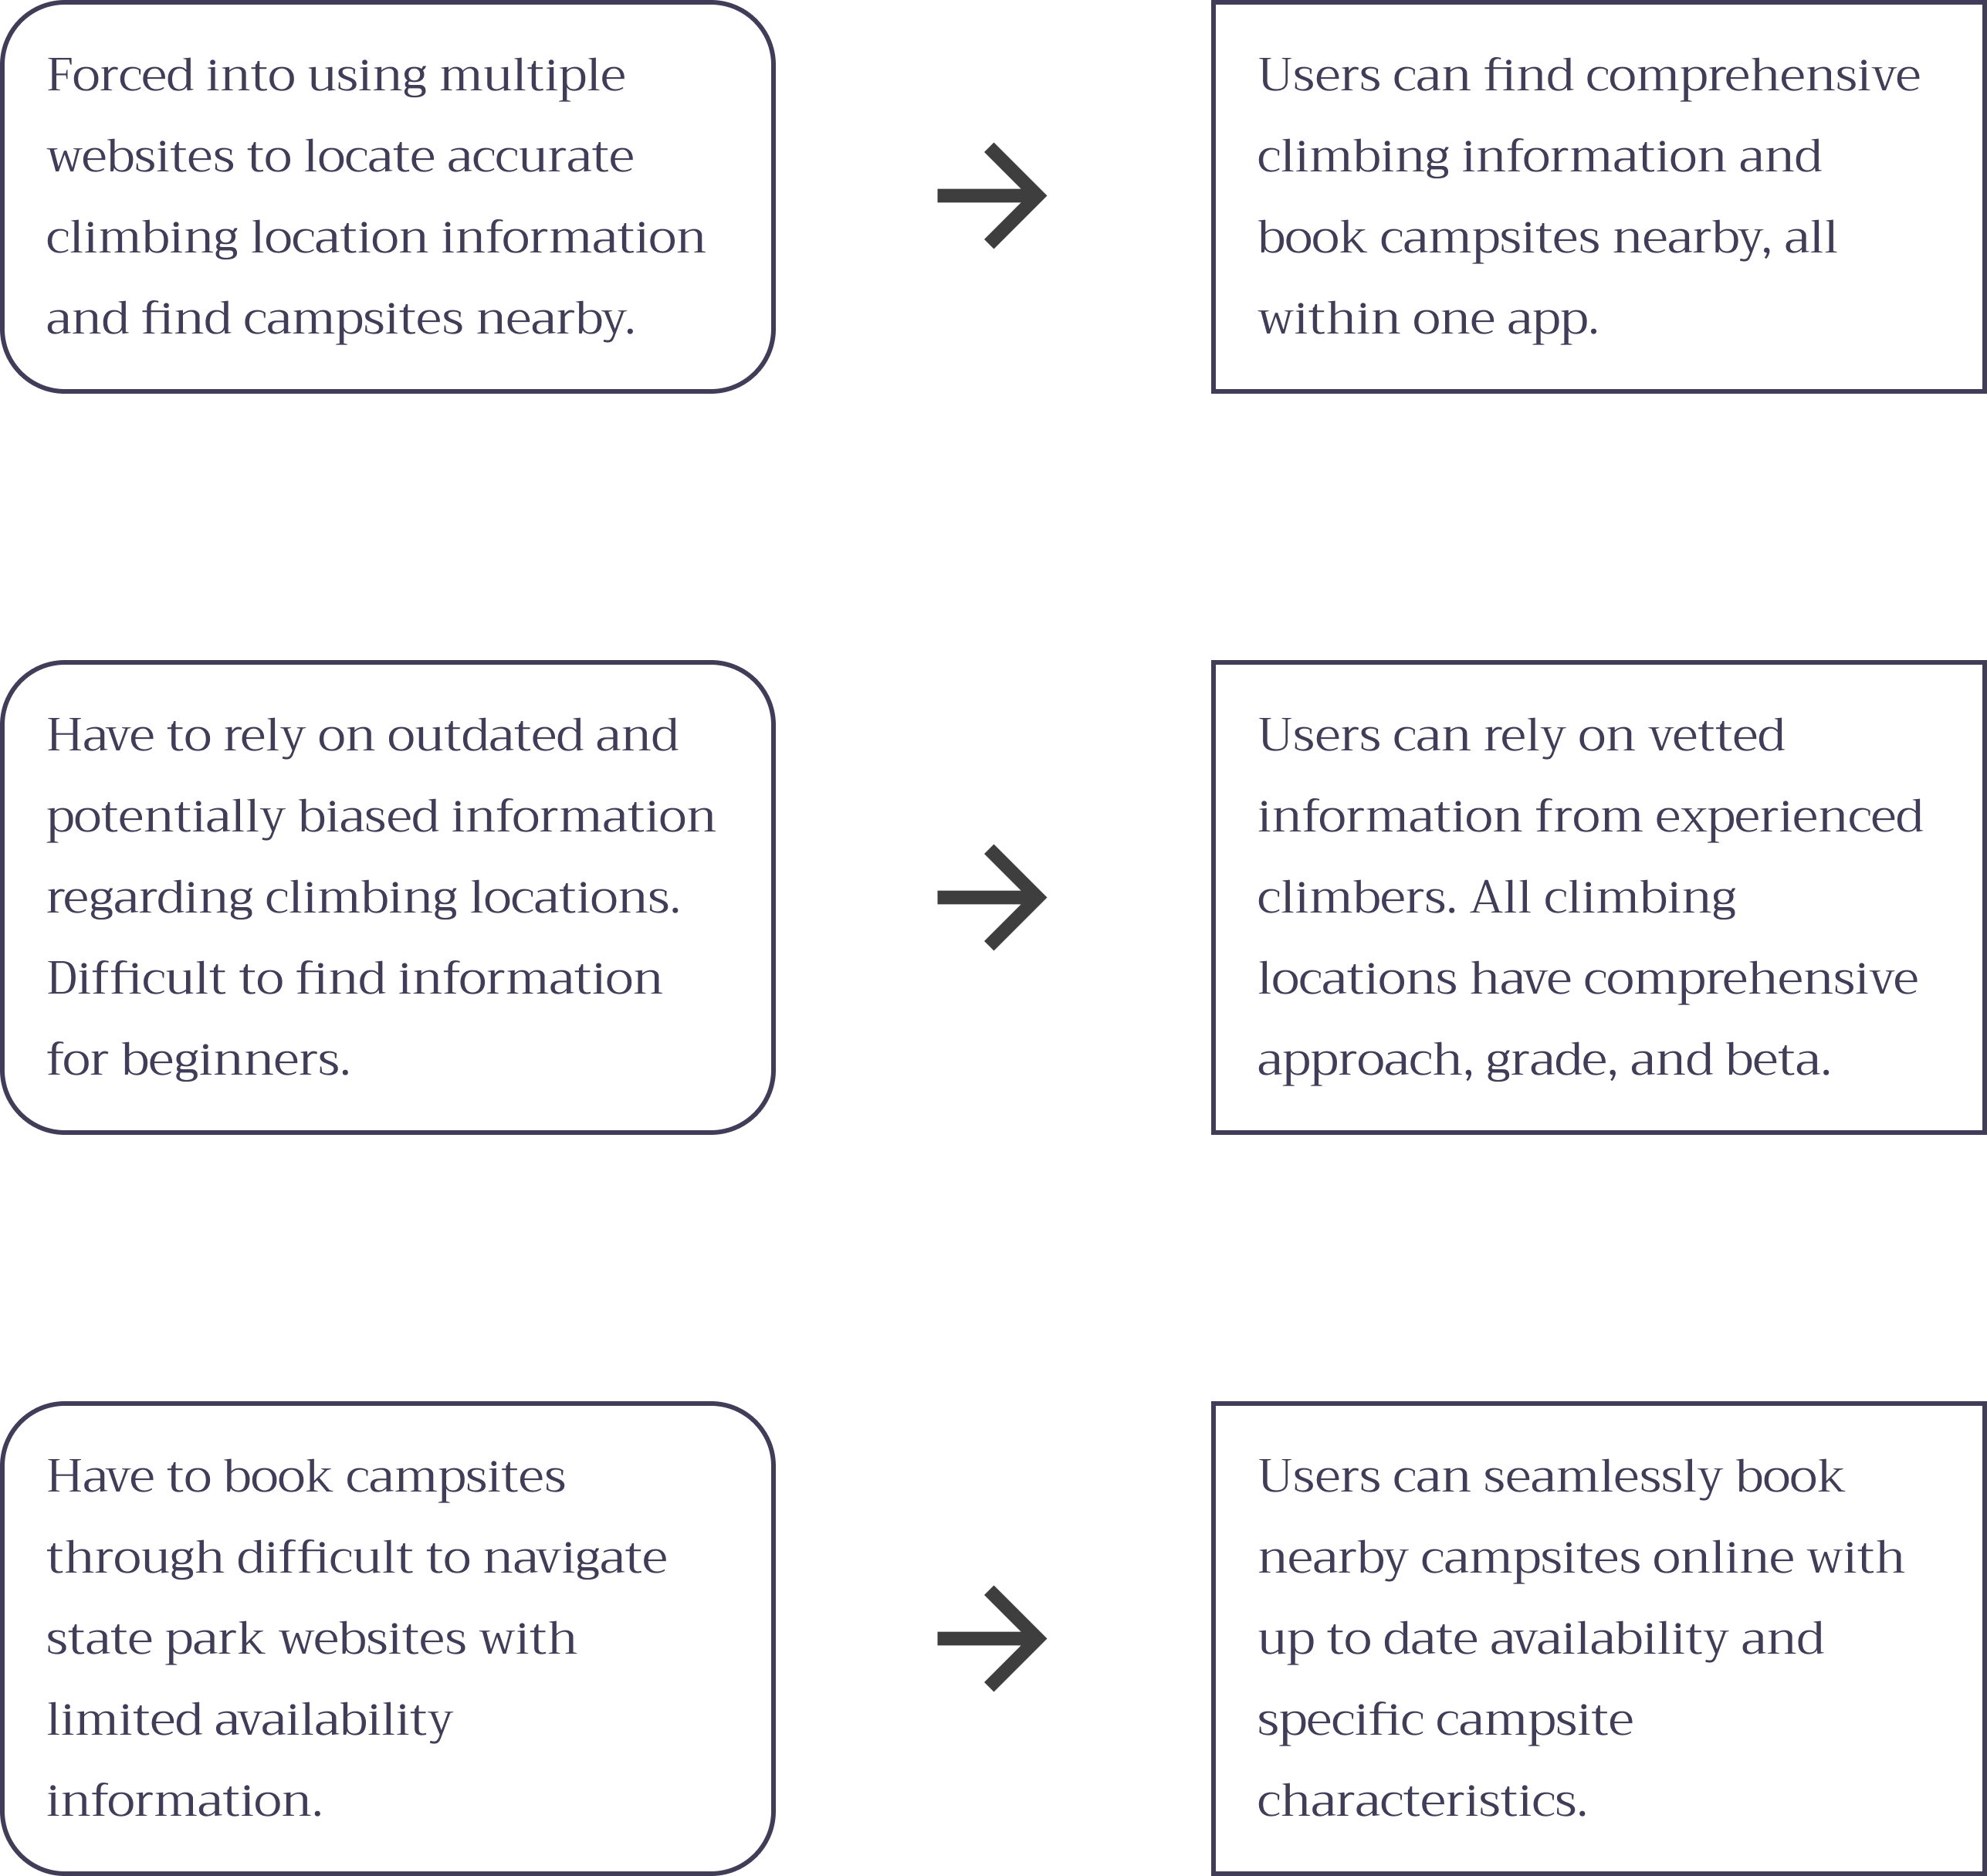 Forced into using multiple
websites to locate accurate
climbing location information
and find campsites nearby.
Users can find comprehensive
climbing information and
book campsites nearby, all
within one app.
Have to rely on outdated and
potentially biased information
regarding climbing locations.
Difficult to find information
for beginners.
Users can rely on vetted
information from experienced
climbers. All climbing
locations have comprehensive
approach, grade, and beta.
Have to book campsites
through difficult to navigate
state park websites with
limited availability
information.
Users can seamlessly book
nearby campsites online with
up to date availability and
specific campsite
characteristics.